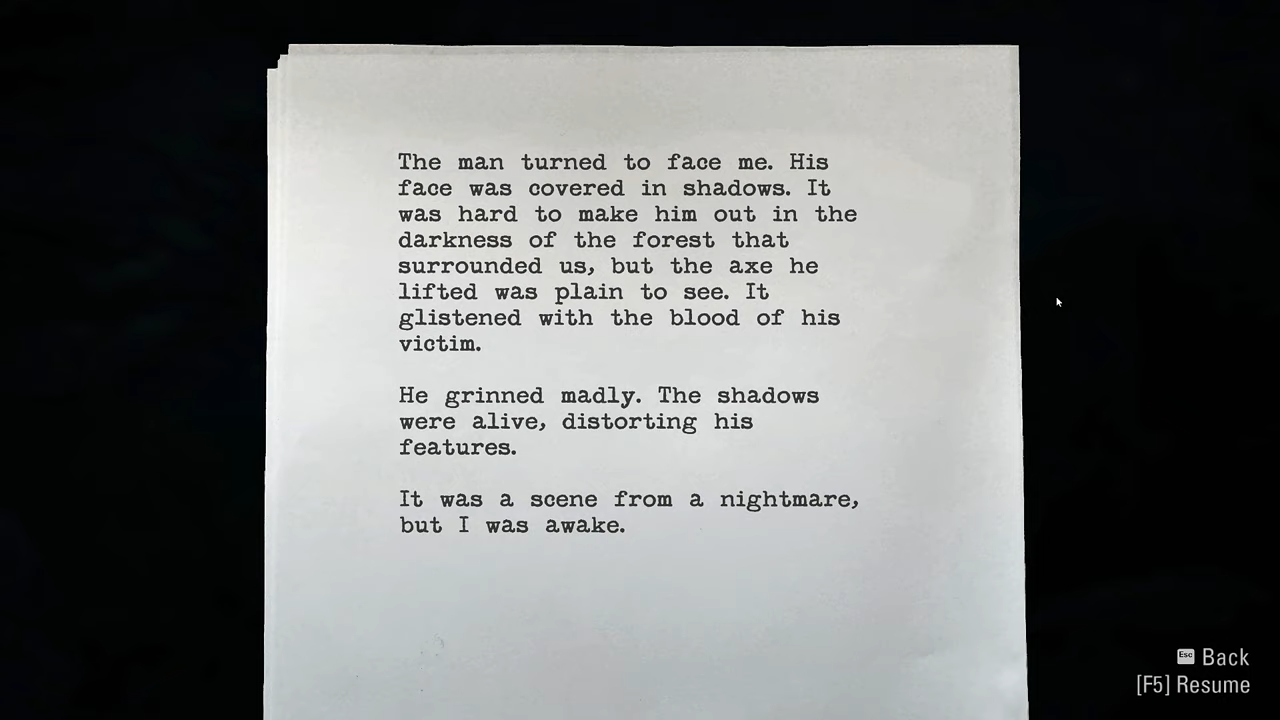 The man turned to face me. His
face was covered in shadows. It
was hard to make him out in the
darkness of the forest that
surrounded us, but the axe he
lifted was plain to see. It
glistened with the blood of his
victim.
He grinned madly. The shadows
were alive, distorting his
features.
It was a scene from a nightmare,
but I was awake.
Esc Back
[F5] Resume